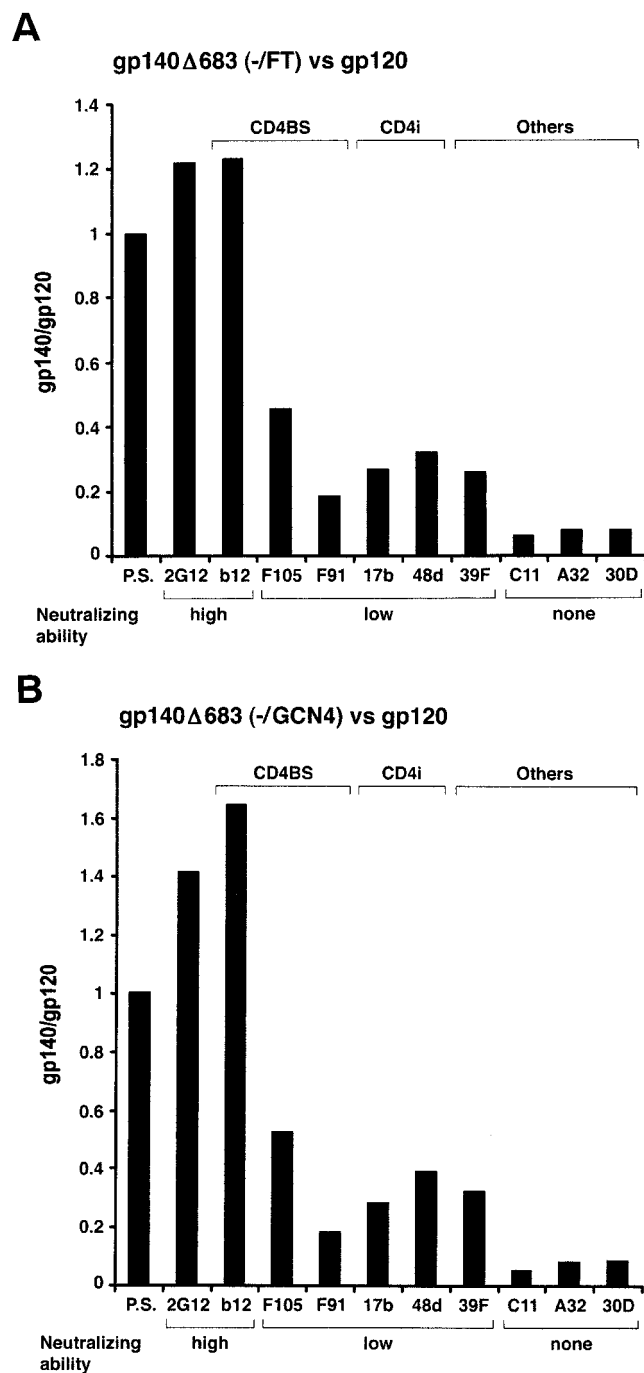 A
gp140Δ683 (-/FT) vs gp120
1.4
1.2
1
0.8
0.6
0.4
0.2
0
gp140/gp120
CD4BS CD4i Others
P.S. 2G12 b12 F105 F91 17b 48d 39F C11 A32 30D
Neutralizing ability
high low none
B
gp140Δ683 (-/GCN4) vs gp120
1.8
1.6
1.4
1.2
1
0.8
0.6
0.4
0.2
0
gp140/gp120
CD4BS CD4i Others
P.S. 2G12 b12 F105 F91 17b 48d 39F C11 A32 30D
Neutralizing ability
high low none